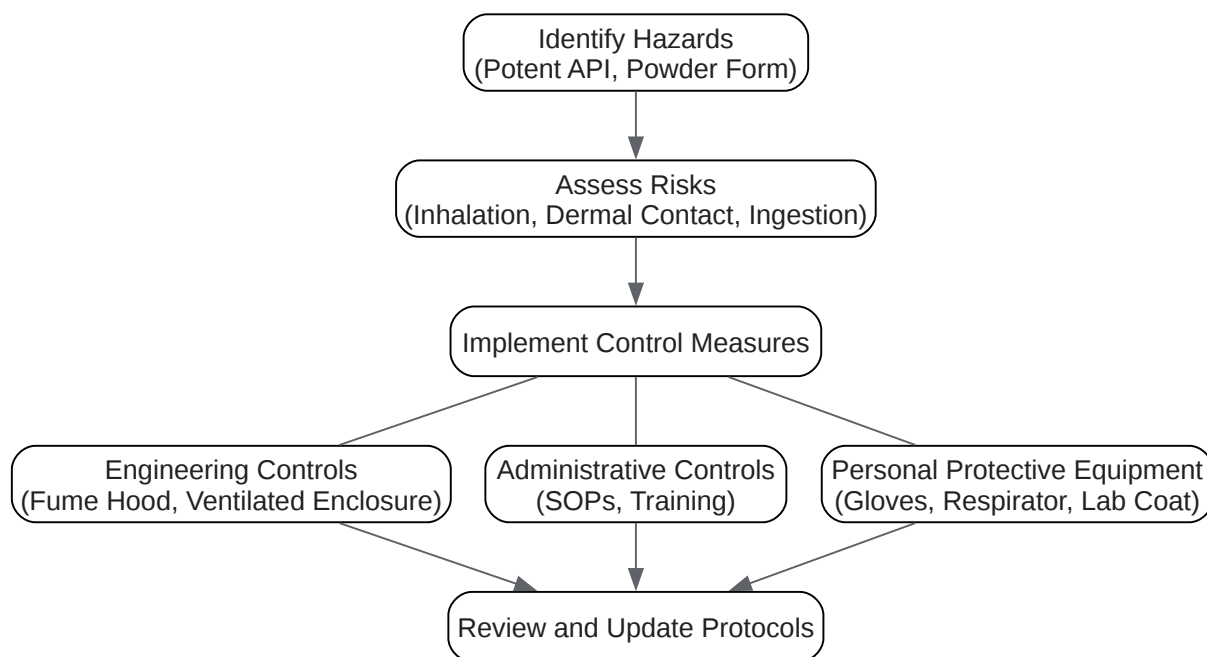 Identify Hazards
(Potent API, Powder Form)
Assess Risks
(Inhalation, Dermal Contact, Ingestion)
Implement Control Measures
Engineering Controls
(Fume Hood, Ventilated Enclosure)
Administrative Controls
(SOPs, Training)
Personal Protective Equipment
(Gloves, Respirator, Lab Coat)
Review and Update Protocols